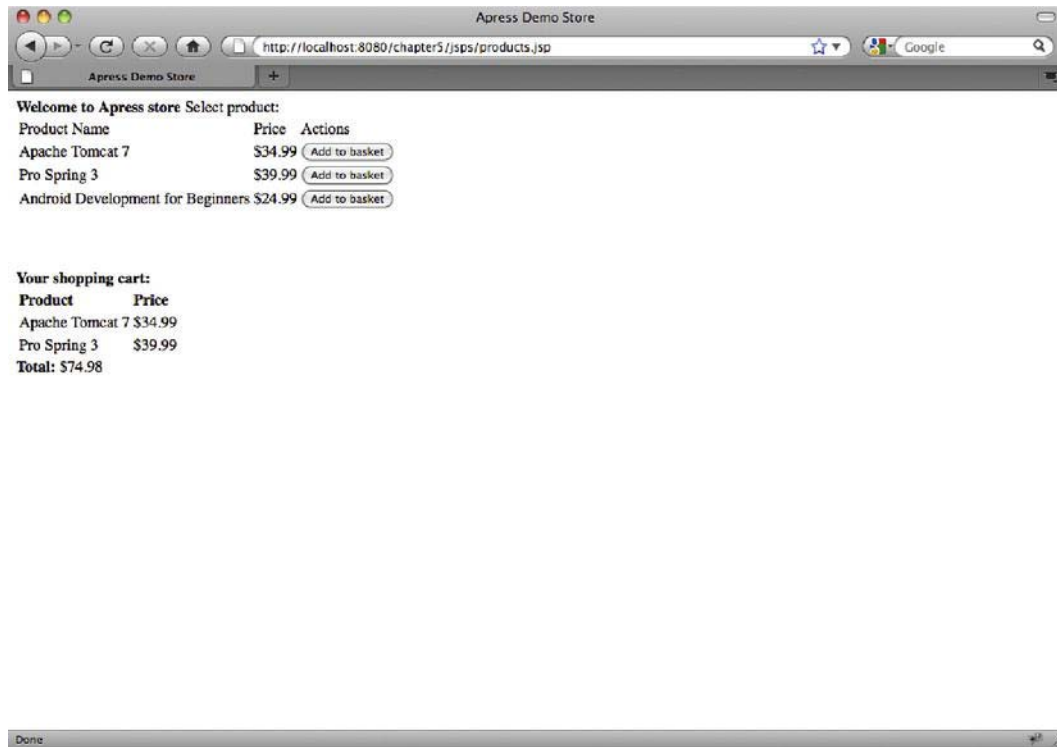 Apress Demo Store
http://localhost:8080/chapter5/jsps/products.jsp
Google
Apress Demo Store
Welcome to Apress store Select product:
Product Name Price Actions
Apache Tomcat 7 $34.99 Add to basket
Pro Spring 3 $39.99 Add to basket
Android Development for Beginners $24.99 Add to basket
Your shopping cart:
Product Price
Apache Tomcat 7 $34.99
Pro Spring 3 $39.99
Total: $74.98
Done